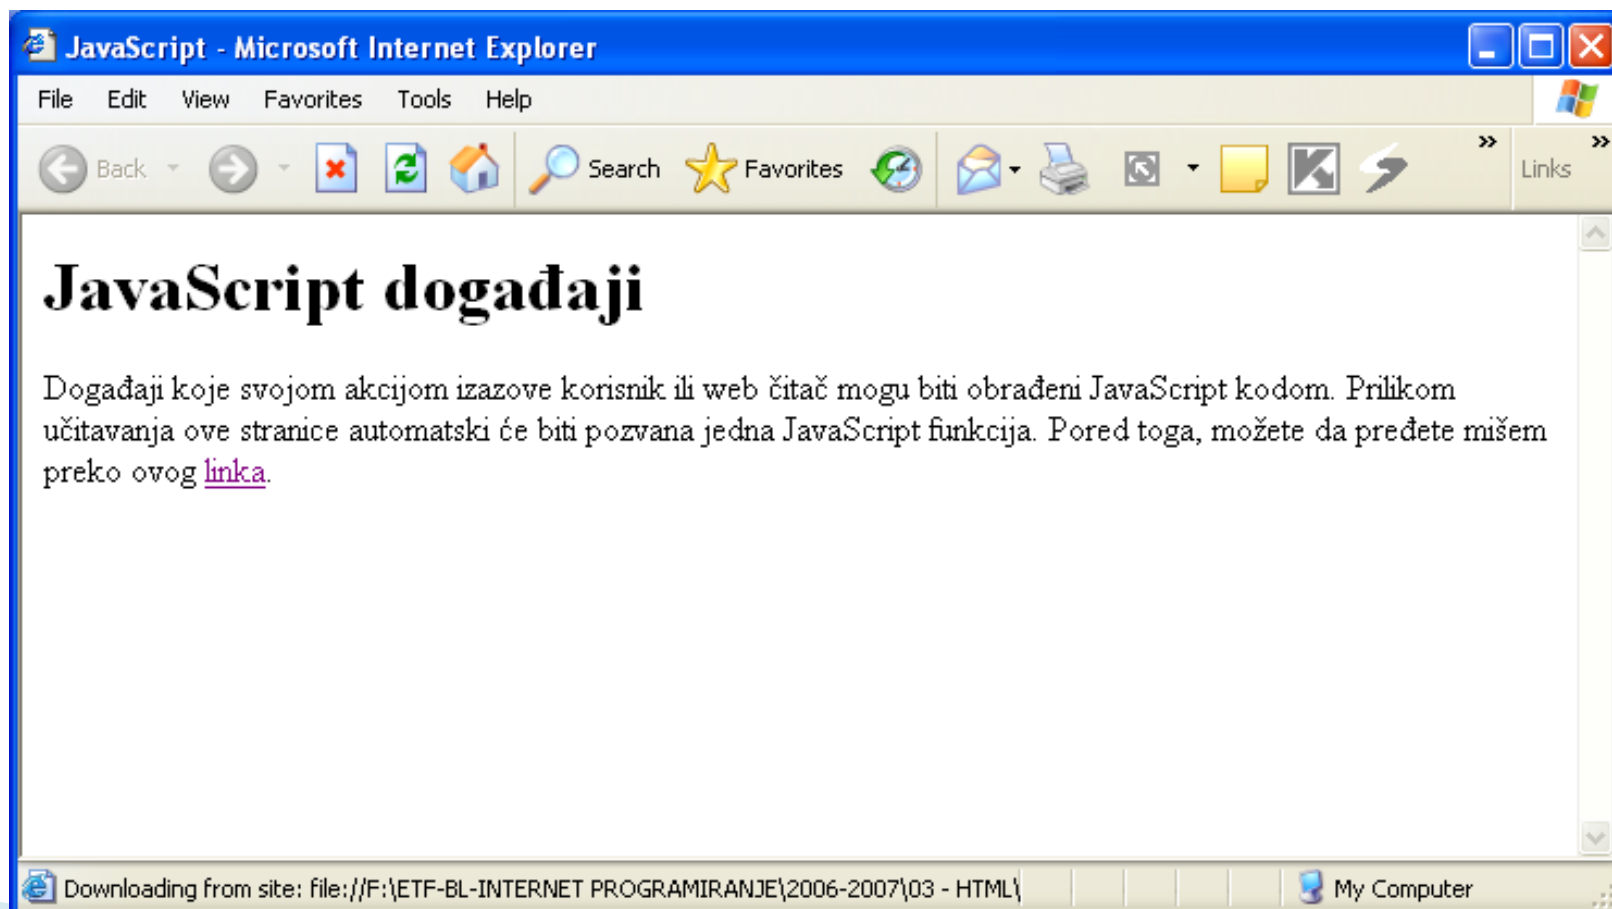 JavaScript - Microsoft Internet Explorer
File Edit View Favorites Tools Help
Back Search Favorites » Links »
JavaScript događaji
Događaji koje svojom akcijom izazove korisnik ili web čitač mogu biti obrađeni JavaScript kodom. Prilikom
učitavanja ove stranice automatski će biti pozvana jedna JavaScript funkcija. Pored toga, možete da pređete mišem
preko ovog linka.
Downloading from site: file://F:\ETF-BL-INTERNET PROGRAMIRANJE\2006-2007\03 - HTML\ My Computer